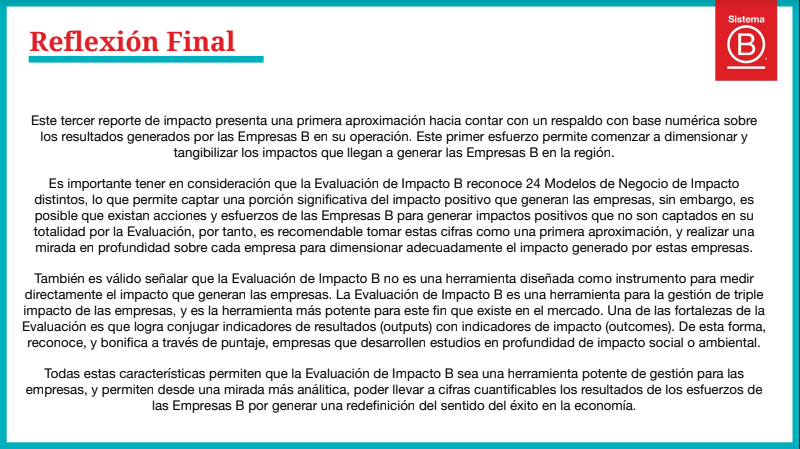 Reflexión Final
Sistema
B
Este tercer reporte de impacto presenta una primera aproximación hacia contar con un respaldo con base numérica sobre
los resultados generados por las Empresas B en su operación. Este primer esfuerzo permite comenzar a dimensionar y
tangibilizar los impactos que llegan a generar las Empresas B en la región.
Es importante tener en consideración que la Evaluación de Impacto B reconoce 24 Modelos de Negocio de Impacto
distintos, lo que permite captar una porción significativa del impacto positivo que generan las empresas, sin embargo, es
posible que existan acciones y esfuerzos de las Empresas B para generar impactos positivos que no son captados en su
totalidad por la Evaluación, por tanto, es recomendable tomar estas cifras como una primera aproximación, y realizar una
mirada en profundidad sobre cada empresa para dimensionar adecuadamente el impacto generado por estas empresas.
También es válido señalar que la Evaluación de Impacto B no es una herramienta diseñada como instrumento para medir
directamente el impacto que generan las empresas. La Evaluación de Impacto B es una herramienta para la gestión de triple
impacto de las empresas, y es la herramienta más potente para este fin que existe en el mercado. Una de las fortalezas de la
Evaluación es que logra conjugar indicadores de resultados (outputs) con indicadores de impacto (outcomes). De esta forma,
reconoce, y bonifica a través de puntaje, empresas que desarrollen estudios en profundidad de impacto social o ambiental.
Todas estas características permiten que la Evaluación de Impacto B sea una herramienta potente de gestión para las
empresas, y permiten desde una mirada más análitica, poder llevar a cifras cuantificables los resultados de los esfuerzos de
las Empresas B por generar una redefinición del sentido del éxito en la economía.